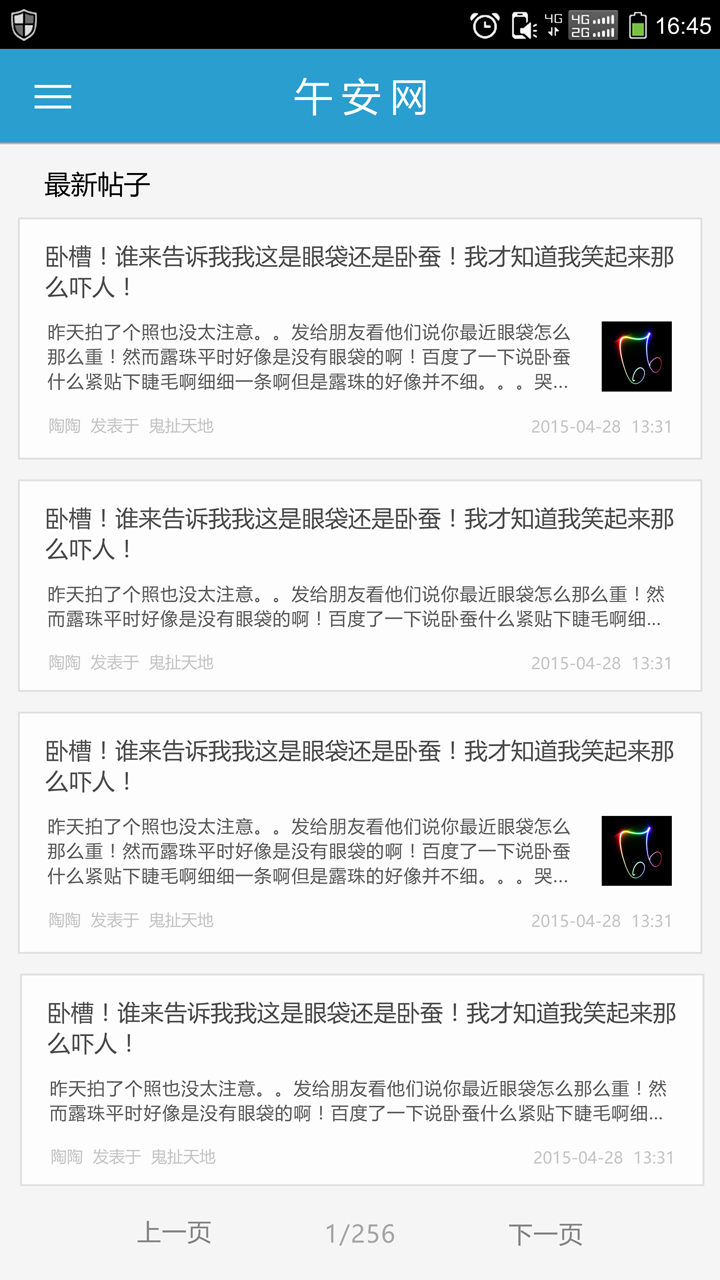 4G 4G 2G 16:45
午安网
最新帖子
卧槽！谁来告诉我我这是眼袋还是卧蚕！我才知道我笑起来那
么吓人！
昨天拍了个照也没太注意。。发给朋友看他们说你最近眼袋怎么
那么重！然而露珠平时好像是没有眼袋的啊！百度了一下说卧蚕
什么紧贴下睫毛啊细细一条啊但是露珠的好像并不细。。。哭...
陶陶 发表于 鬼扯天地 2015-04-28 13:31
卧槽！谁来告诉我我这是眼袋还是卧蚕！我才知道我笑起来那
么吓人！
昨天拍了个照也没太注意。。发给朋友看他们说你最近眼袋怎么那么重！然
而露珠平时好像是没有眼袋的啊！百度了一下说卧蚕什么紧贴下睫毛啊细...
陶陶 发表于 鬼扯天地 2015-04-28 13:31
卧槽！谁来告诉我我这是眼袋还是卧蚕！我才知道我笑起来那
么吓人！
昨天拍了个照也没太注意。。发给朋友看他们说你最近眼袋怎么
那么重！然而露珠平时好像是没有眼袋的啊！百度了一下说卧蚕
什么紧贴下睫毛啊细细一条啊但是露珠的好像并不细。。。哭...
陶陶 发表于 鬼扯天地 2015-04-28 13:31
卧槽！谁来告诉我我这是眼袋还是卧蚕！我才知道我笑起来那
么吓人！
昨天拍了个照也没太注意。。发给朋友看他们说你最近眼袋怎么那么重！然
而露珠平时好像是没有眼袋的啊！百度了一下说卧蚕什么紧贴下睫毛啊细...
陶陶 发表于 鬼扯天地 2015-04-28 13:31
上一页 1/256 下一页